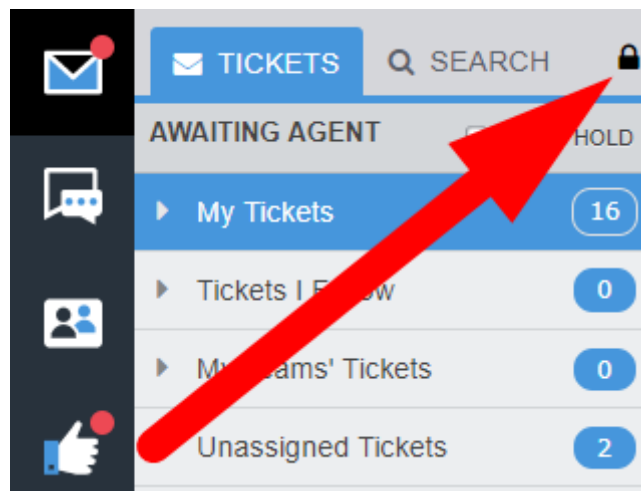 TICKETS SEARCH
AWAITING AGENT HOLD
My Tickets 16
Tickets I 0
Tickets 0
Unassigned Tickets 2